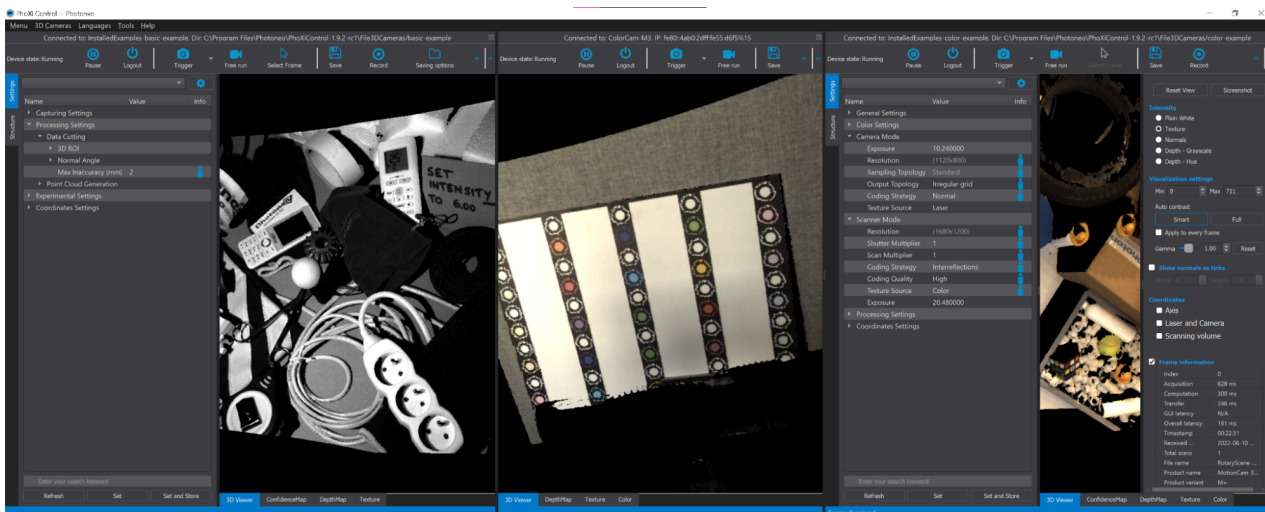 PhoXi Control -- Photoneo
Menu 3D Cameras Languages Tools Help
Connected to: InstalledExamples-basic-example. Dir: C:\Program Files\Photoneo\PhoXiControl-1.9.2-rc1\File3DCameras\basic-example
Device state: Running
Pause
Logout
Trigger
Free run
Select Frame
Save
Record
Saving options
Settings
Structure
Name Value Info
Capturing Settings
Processing Settings
Data Cutting
3D ROI
Normal Angle
Max Inaccuracy (mm) 2
Point Cloud Generation
Experimental Settings
Coordinates Settings
Enter your search keyword
Refresh Set Set and Store
SET
INTENSITY
TO 6.00
photoneo
3D Viewer ConfidenceMap DepthMap Texture
Connected to: ColorCam-M3. IP: fe80::4ab0:2dff:fe55:d6f5%15
Device state: Running
Pause
Logout
Trigger
Free run
Save
3D Viewer DepthMap Texture Color
Connected to: InstalledExamples-color-example. Dir: C:\Program Files\Photoneo\PhoXiControl-1.9.2-rc1\File3DCameras\color-example
Device state: Running
Pause
Logout
Trigger
Free run
Select Frame
Save
Record
Settings
Structure
Name Value Info
General Settings
Color Settings
Camera Mode
Exposure 10.240000
Resolution (1120x800)
Sampling Topology Standard
Output Topology Irregular grid
Coding Strategy Normal
Texture Source Laser
Scanner Mode
Resolution (1680x1200)
Shutter Multiplier 1
Scan Multiplier 1
Coding Strategy Interreflections
Coding Quality High
Texture Source Color
Exposure 20.480000
Processing Settings
Coordinates Settings
Enter your search keyword
Refresh Set Set and Store
3D Viewer ConfidenceMap DepthMap Texture Color
Reset View Screenshot
Intensity
Plain White
Texture
Normals
Depth - Grayscale
Depth - Hue
Visualization settings
Min 0 Max 711
Auto contrast
Smart Full
Apply to every frame
Gamma 1.00 Reset
Show normals as ticks
Coordinates
Axis
Laser and Camera
Scanning volume
Frame information
Index 0
Acquisition 628 ms
Computation 300 ms
Transfer 246 ms
GUI latency N/A
Overall latency 161 ms
Timestamp 00:22:31
Received ... 2022-06-10 ...
Total scans 1
File name RotaryScene ...
Product name MotionCam 3...
Product variant M+